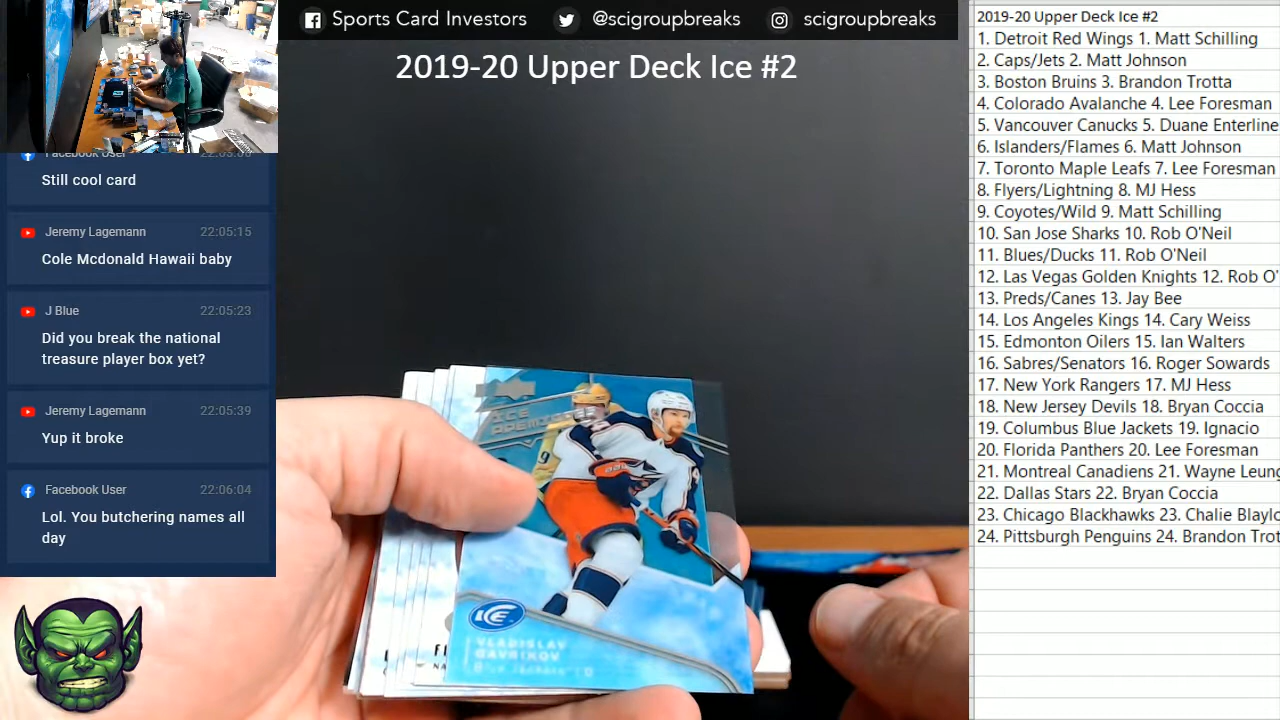 Sports Card Investors @scigroupbreaks scigroupbreaks
2019-20 Upper Deck Ice #2
Facebook User
Still cool card
Jeremy Lagemann 22:05:15
Cole Mcdonald Hawaii baby
J Blue 22:05:23
Did you break the national
treasure player box yet?
Jeremy Lagemann 22:05:39
Yup it broke
Facebook User 22:06:04
Lol. You butchering names all
day
ICE
PREMIERES
ICE
VLADISLAV
GAVRIKOV
Blue Jackets | D
2019-20 Upper Deck Ice #2
1. Detroit Red Wings 1. Matt Schilling
2. Caps/Jets 2. Matt Johnson
3. Boston Bruins 3. Brandon Trotta
4. Colorado Avalanche 4. Lee Foresman
5. Vancouver Canucks 5. Duane Enterline
6. Islanders/Flames 6. Matt Johnson
7. Toronto Maple Leafs 7. Lee Foresman
8. Flyers/Lightning 8. MJ Hess
9. Coyotes/Wild 9. Matt Schilling
10. San Jose Sharks 10. Rob O'Neil
11. Blues/Ducks 11. Rob O'Neil
12. Las Vegas Golden Knights 12. Rob O'
13. Preds/Canes 13. Jay Bee
14. Los Angeles Kings 14. Cary Weiss
15. Edmonton Oilers 15. Ian Walters
16. Sabres/Senators 16. Roger Sowards
17. New York Rangers 17. MJ Hess
18. New Jersey Devils 18. Bryan Coccia
19. Columbus Blue Jackets 19. Ignacio
20. Florida Panthers 20. Lee Foresman
21. Montreal Canadiens 21. Wayne Leung
22. Dallas Stars 22. Bryan Coccia
23. Chicago Blackhawks 23. Chalie Blaylo
24. Pittsburgh Penguins 24. Brandon Trot